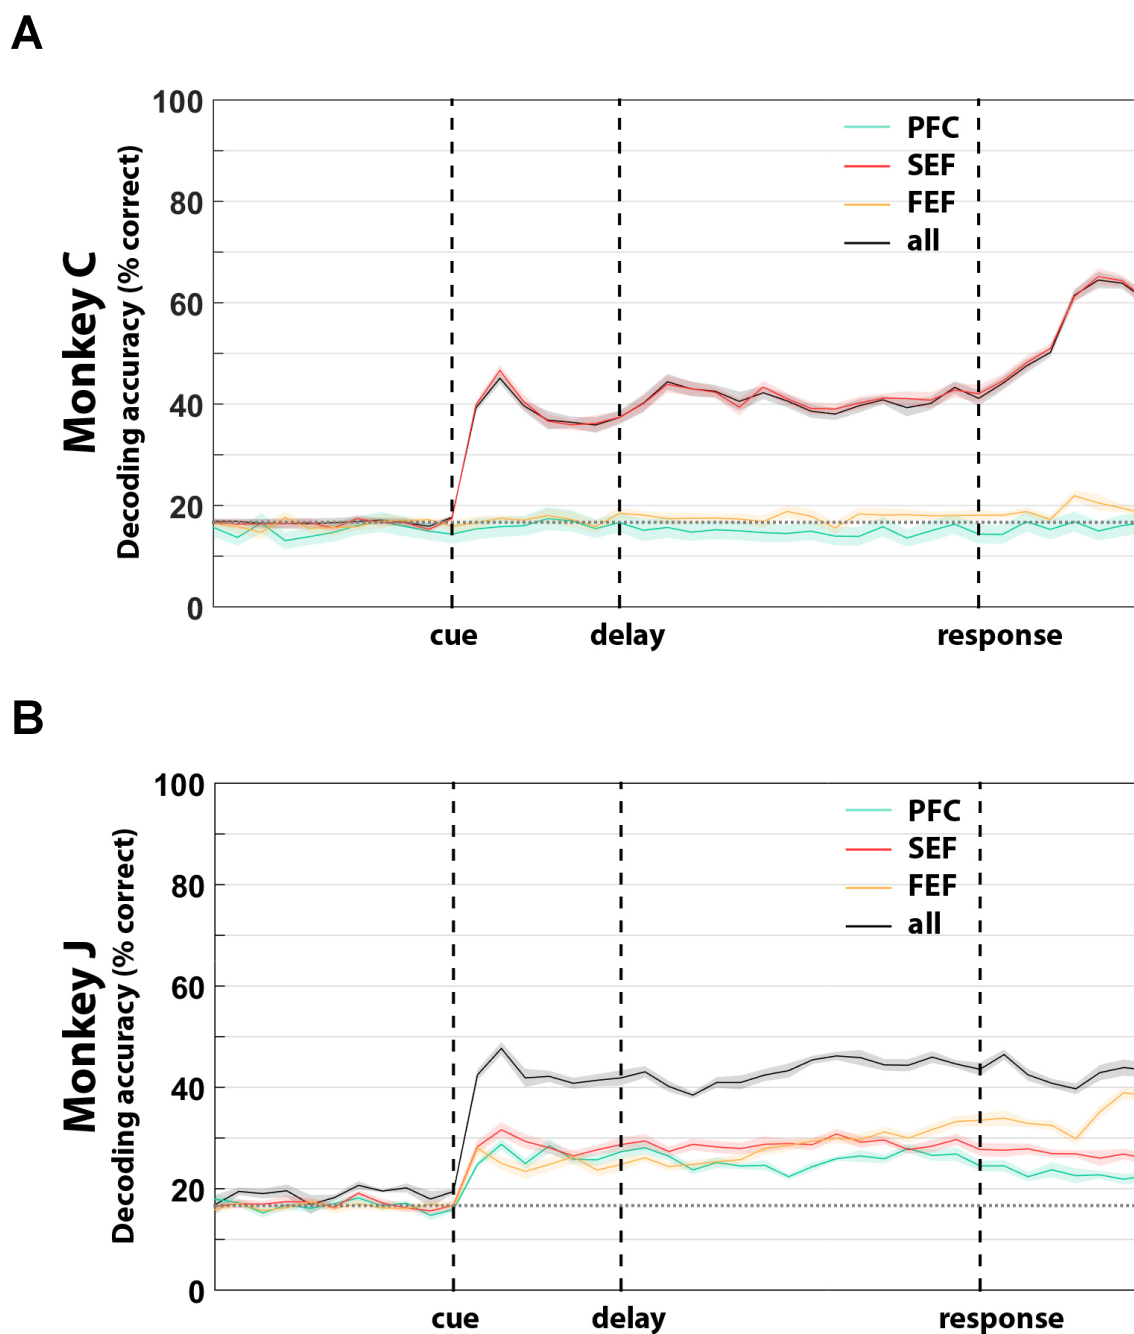 A
Monkey C
Decoding accuracy (% correct)
100
80
60
40
20
0
PFC
SEF
FEF
all
cue
delay
response
B
Monkey J
Decoding accuracy (% correct)
100
80
60
40
20
0
PFC
SEF
FEF
all
cue
delay
response